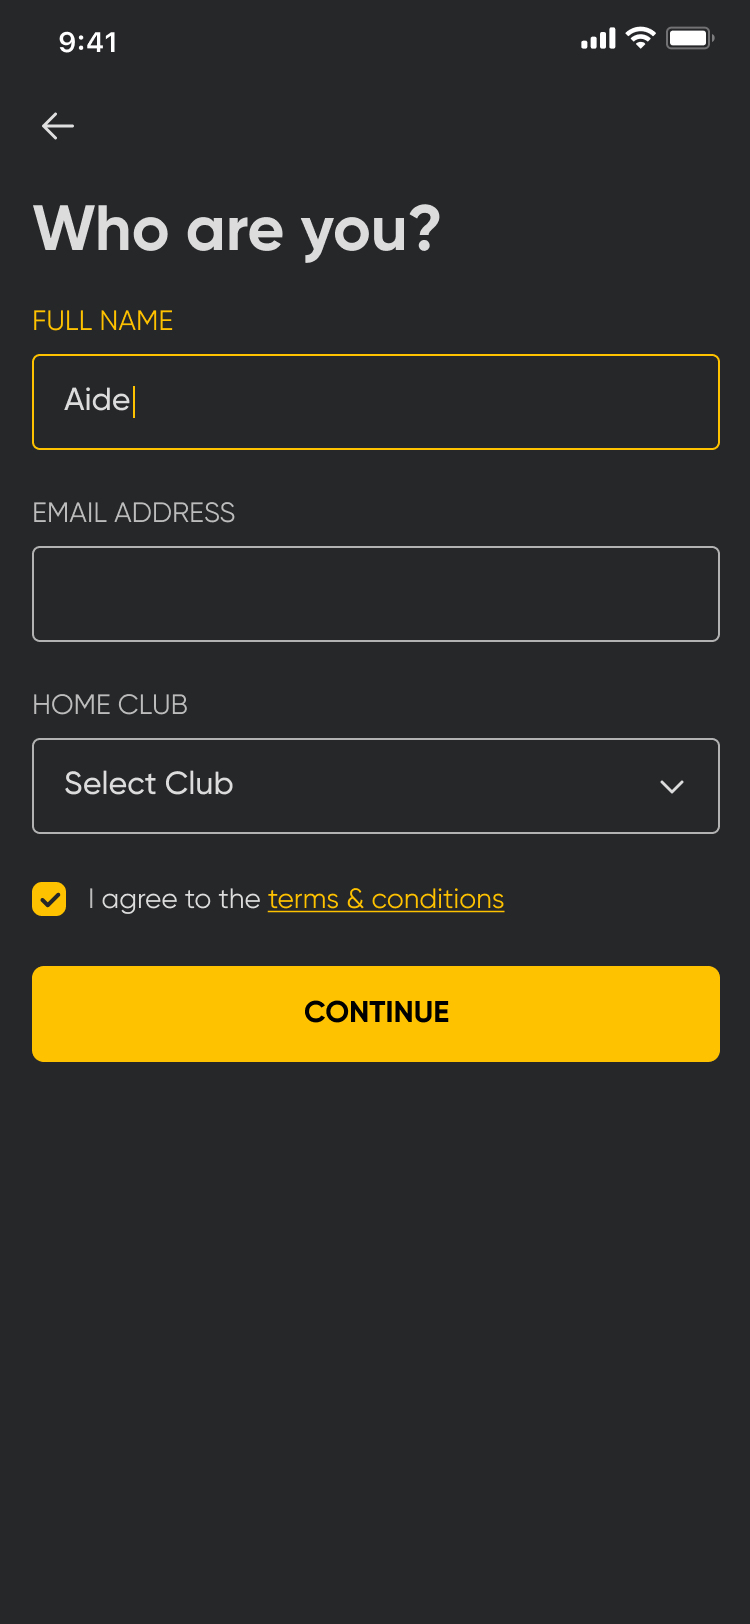 9:41
Who are you?
FULL NAME
Aide
EMAIL ADDRESS
HOME CLUB
Select Club
I agree to the terms & conditions
CONTINUE